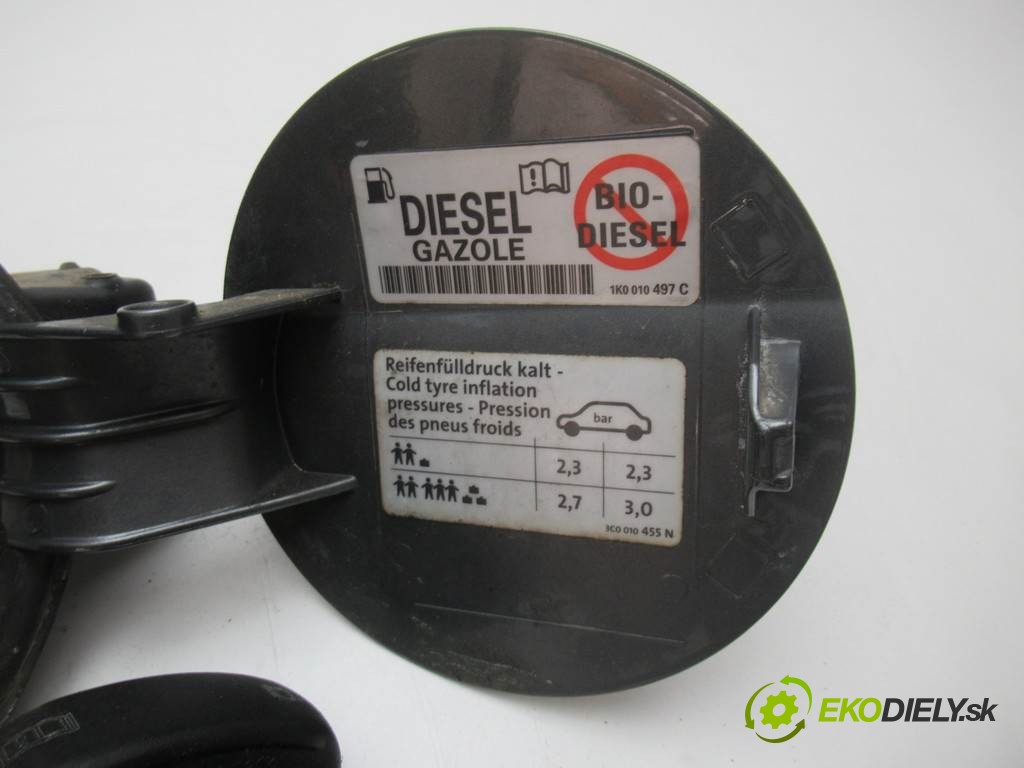 DIESEL
GAZOLE
BIO-
DIESEL
1K0 010 497 C
Reifenfülldruck kalt -
Cold tyre inflation
pressures - Pression
des pneus froids
bar
2,3 2,3
2,7 3,0
3C0 010 455 N
EKODIELY.sk